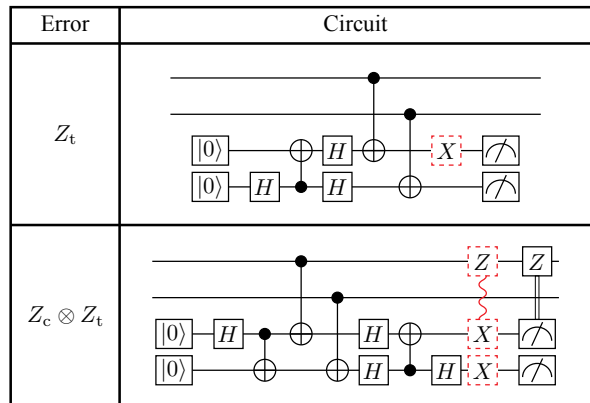 Error Circuit
Z_t
|0⟩ H X
|0⟩ H H
Z_c ⊗ Z_t
Z Z
|0⟩ H H X
|0⟩ H H X